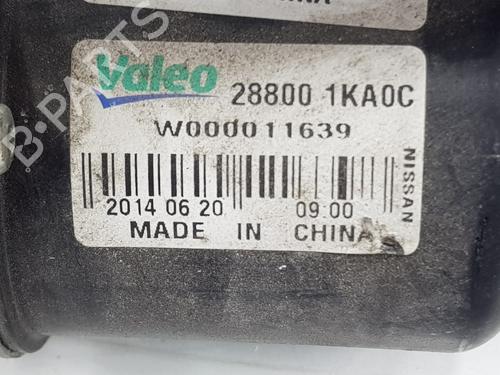 Valeo 28800 1KA0C
W000011639
NISSAN
2014 06 20 09:00
MADE IN CHINA
B-PARTS